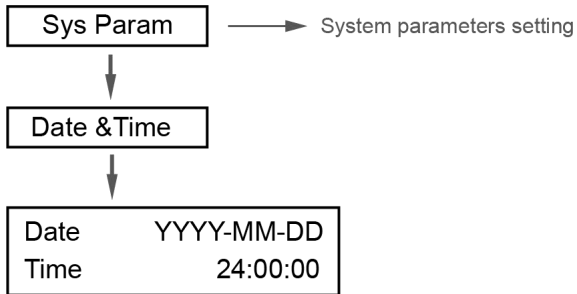 Sys Param
System parameters setting
Date &Time
Date YYYY-MM-DD
Time 24:00:00